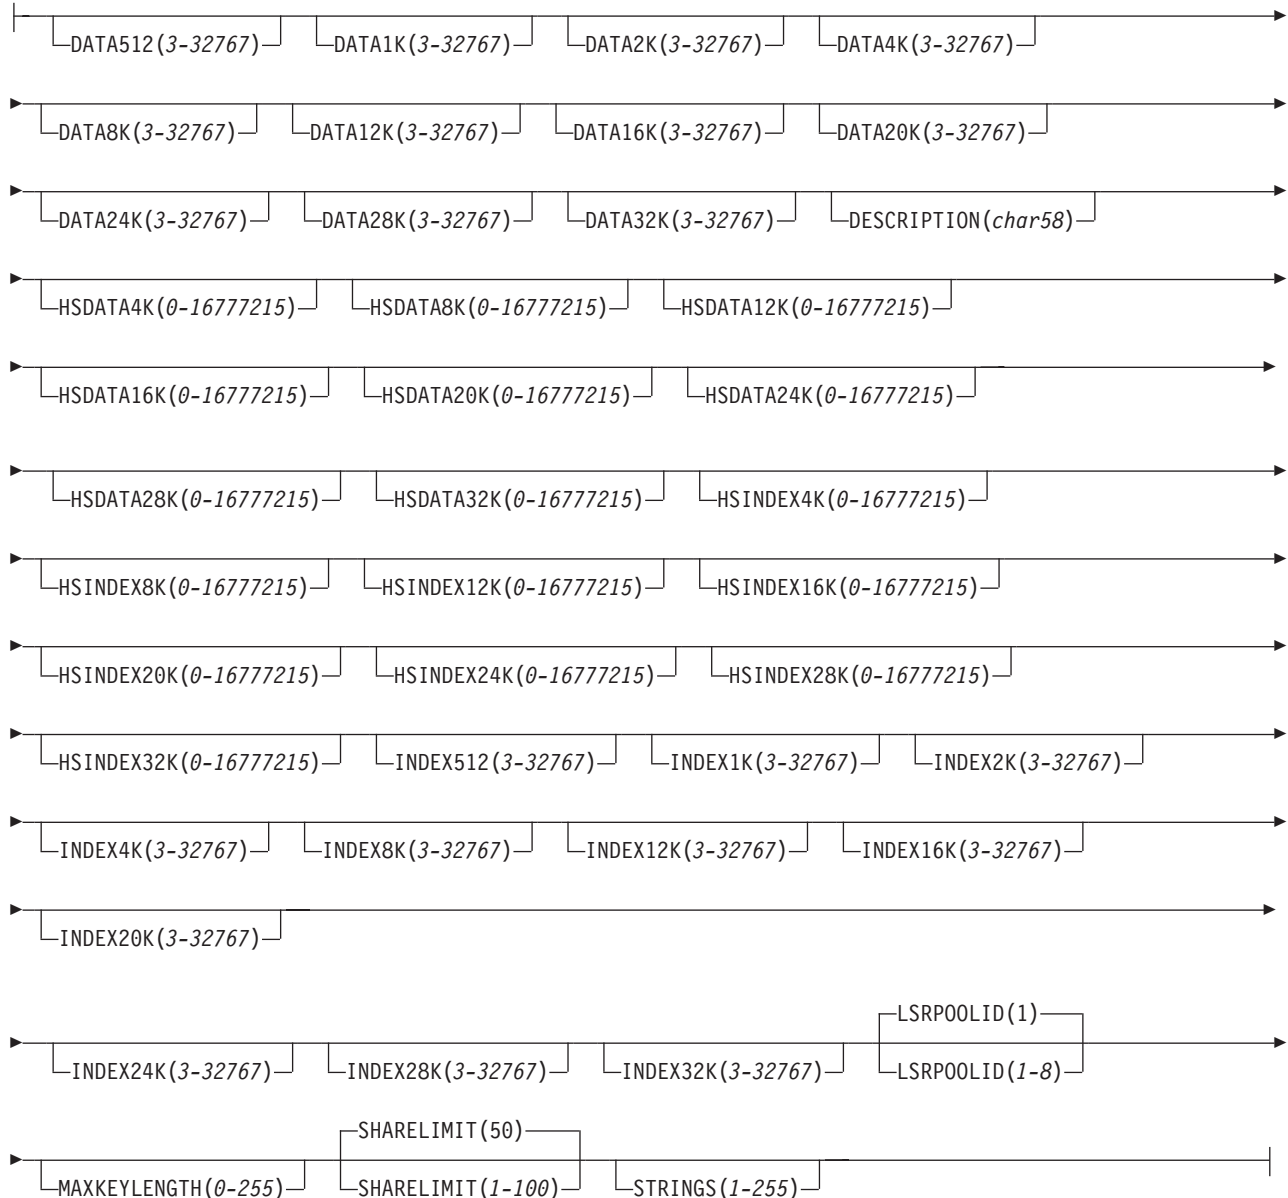 DATA512(3-32767) DATA1K(3-32767) DATA2K(3-32767) DATA4K(3-32767)
DATA8K(3-32767) DATA12K(3-32767) DATA16K(3-32767) DATA20K(3-32767)
DATA24K(3-32767) DATA28K(3-32767) DATA32K(3-32767) DESCRIPTION(char58)
HSDATA4K(0-16777215) HSDATA8K(0-16777215) HSDATA12K(0-16777215)
HSDATA16K(0-16777215) HSDATA20K(0-16777215) HSDATA24K(0-16777215)
HSDATA28K(0-16777215) HSDATA32K(0-16777215) HSINDEX4K(0-16777215)
HSINDEX8K(0-16777215) HSINDEX12K(0-16777215) HSINDEX16K(0-16777215)
HSINDEX20K(0-16777215) HSINDEX24K(0-16777215) HSINDEX28K(0-16777215)
HSINDEX32K(0-16777215) INDEX512(3-32767) INDEX1K(3-32767) INDEX2K(3-32767)
INDEX4K(3-32767) INDEX8K(3-32767) INDEX12K(3-32767) INDEX16K(3-32767)
INDEX20K(3-32767)
LSRPOOLID(1)
INDEX24K(3-32767) INDEX28K(3-32767) INDEX32K(3-32767) LSRPOOLID(1-8)
SHARELIMIT(50)
MAXKEYLENGTH(0-255) SHARELIMIT(1-100) STRINGS(1-255)